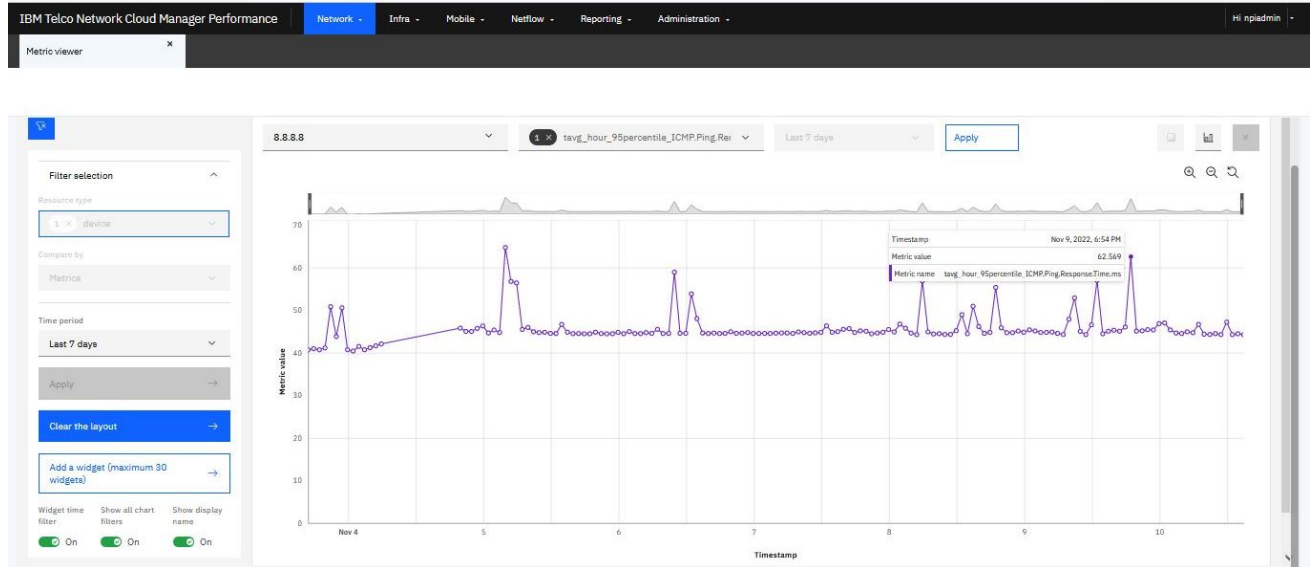 IBM Telco Network Cloud Manager Performance
Network
Infra
Mobile
Netflow
Reporting
Administration
Hi npiadmin
Metric viewer
8.8.8.8
1 × tavg_hour_95percentile_ICMP.Ping.Re
Last 7 days
Apply
Filter selection
Resource type
1 × device
Compare by
Metrics
Time period
Last 7 days
Apply
Clear the layout
Add a widget (maximum 30
widgets)
Widget time
filter
Show all chart
filters
Show display
name
On
On
On
Metric value
70
60
50
40
30
20
10
0
Timestamp Nov 9, 2022, 6:54 PM
Metric value 62.569
Metric name tavg_hour_95percentile_ICMP.Ping.Response.Time.ms
Nov 4 5 6 7 8 9 10
Timestamp